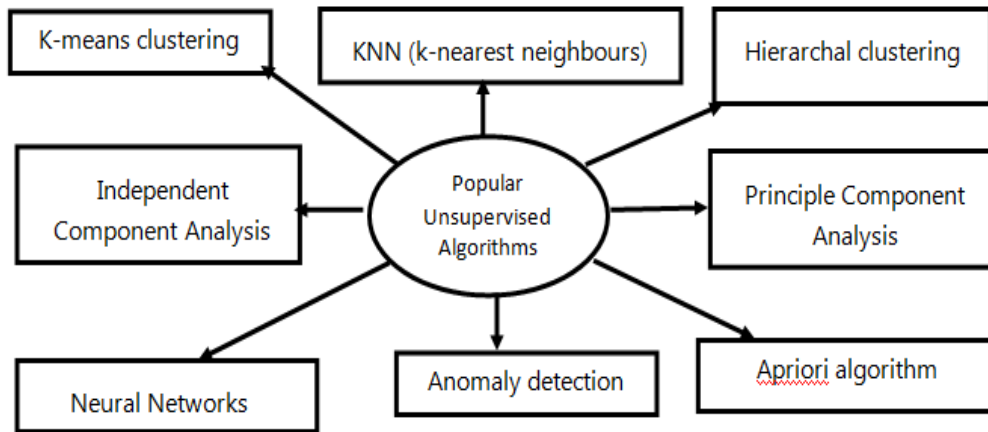 K-means clustering
KNN (k-nearest neighbours)
Hierarchal clustering
Independent
Component Analysis
Popular
Unsupervised
Algorithms
Principle Component
Analysis
Neural Networks
Anomaly detection
Apriori algorithm